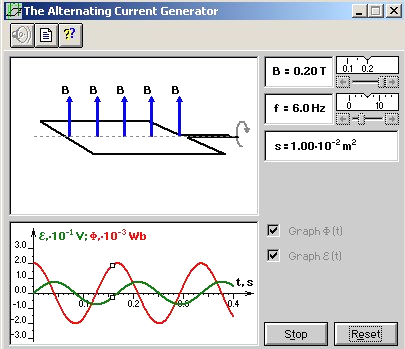 The Alternating Current Generator
??
B B B B B
B = 0.20 T
0.1 0.2
f = 6.0 Hz
0 10
s = 1.00·10⁻² m²
ℰ,·10⁻¹ V; Φ,·10⁻³ Wb
3.0
2.0
1.0
0.0
-1.0
-2.0
-3.0
0.1 0.2 0.3 0.4
t, s
Graph Φ(t)
Graph ℰ(t)
Stop Reset